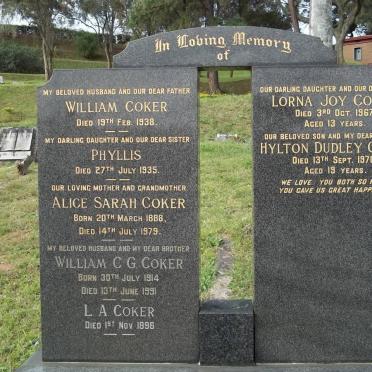 In Loving Memory
of
MY BELOVED HUSBAND AND OUR DEAR FATHER
WILLIAM COKER
DIED 19TH FEB. 1938.
MY DARLING DAUGHTER AND OUR DEAR SISTER
PHYLLIS
DIED 27TH JULY 1935.
OUR LOVING MOTHER AND GRANDMOTHER
ALICE SARAH COKER
BORN 20TH MARCH 1886,
DIED 14TH JULY 1979.
MY BELOVED HUSBAND AND MY DEAR BROTHER
WILLIAM C G COKER
BORN 30TH JULY 1914
DIED 13TH JUNE 1991
L A COKER
DIED 1ST NOV 1896
OUR DARLING DAUGHTER AND OUR DEAR
LORNA JOY CO
DIED 3RD OCT. 1967
AGED 13 YEARS.
OUR BELOVED SON AND MY DEAR
HYLTON DUDLEY
DIED 13TH SEPT. 197
AGED 19 YEARS.
WE LOVE YOU BOTH SO
YOU GAVE US GREAT HAPP